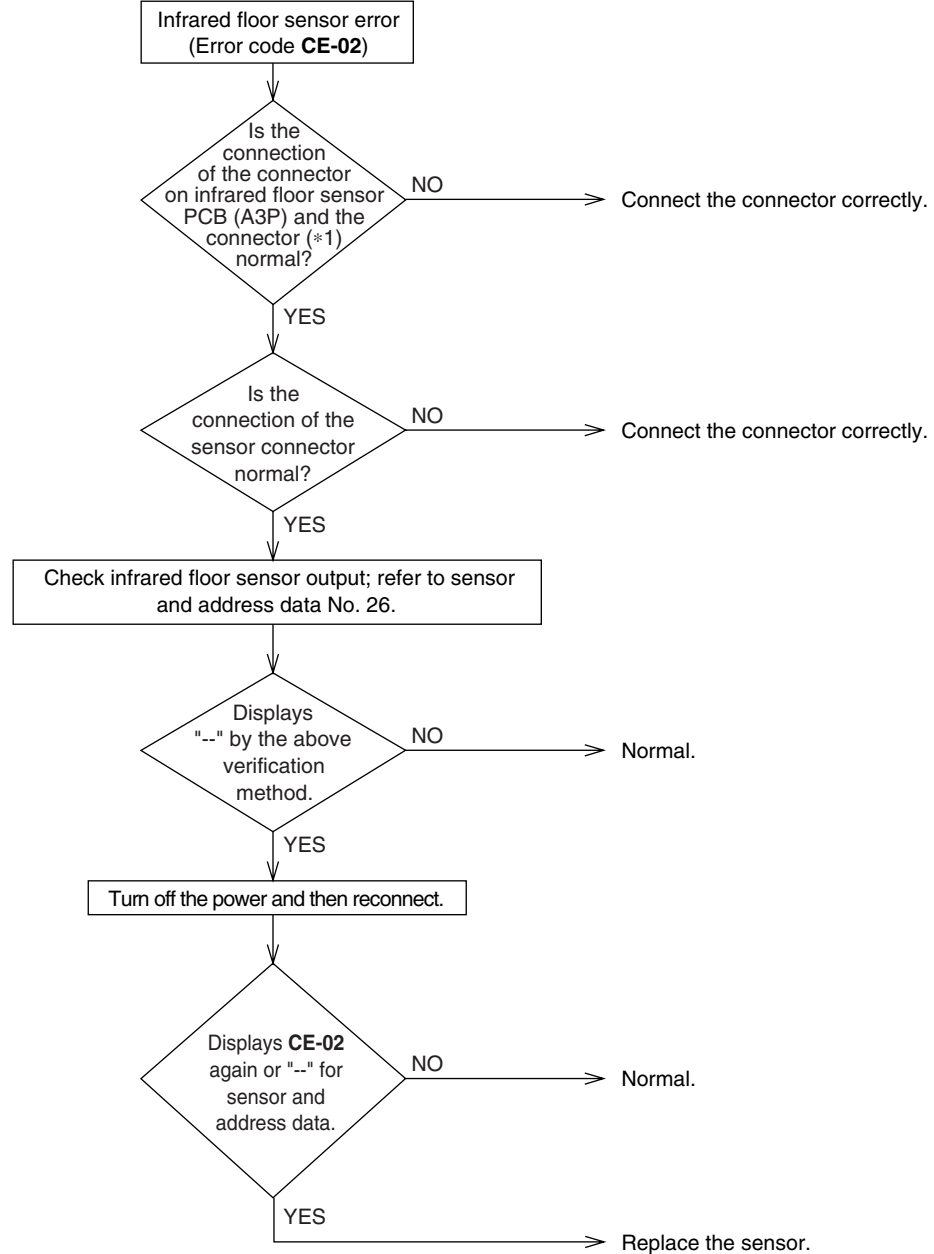 Infrared floor sensor error
(Error code CE-02)
Is the
connection
of the connector
on infrared floor sensor
PCB (A3P) and the
connector (*1)
normal?
NO
Connect the connector correctly.
YES
Is the
connection of the
sensor connector
normal?
NO
Connect the connector correctly.
YES
Check infrared floor sensor output; refer to sensor
and address data No. 26.
Displays
"--" by the above
verification
method.
NO
Normal.
YES
Turn off the power and then reconnect.
Displays CE-02
again or "--" for
sensor and
address data.
NO
Normal.
YES
Replace the sensor.